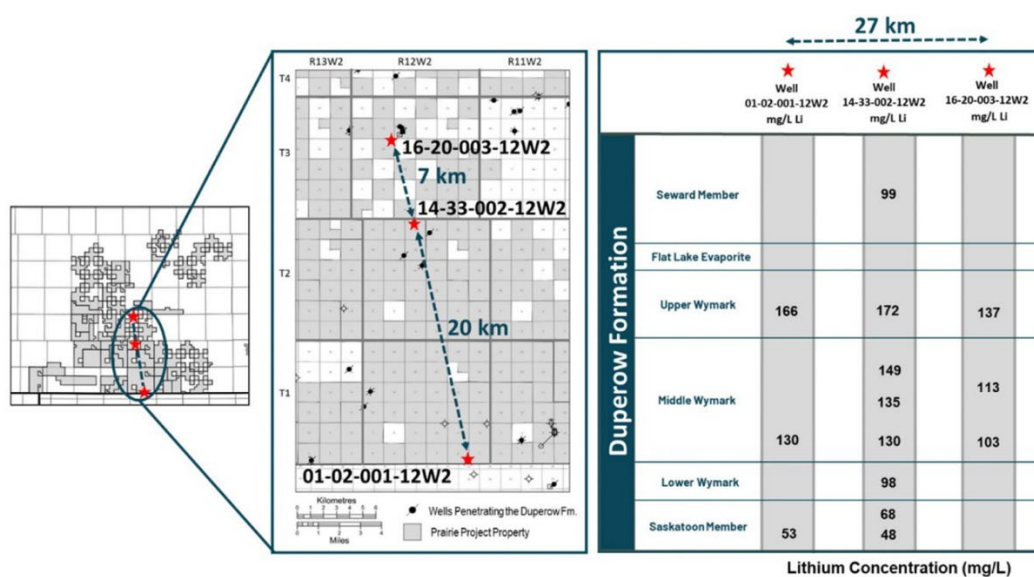 R13W2 R12W2 R11W2
T4
T3
T2
T1
16-20-003-12W2
7 km
14-33-002-12W2
20 km
01-02-001-12W2
Kilometres
Miles
Wells Penetrating the Duperow Fm.
Prairie Project Property
27 km
Well Well Well
01-02-001-12W2 14-33-002-12W2 16-20-003-12W2
mg/L Li mg/L Li mg/L Li
Duperow Formation
Seward Member 99
Flat Lake Evaporite
Upper Wymark 166 172 137
149
113
Middle Wymark 135
130 130 103
Lower Wymark 98
68
Saskatoon Member
53 48
Lithium Concentration (mg/L)